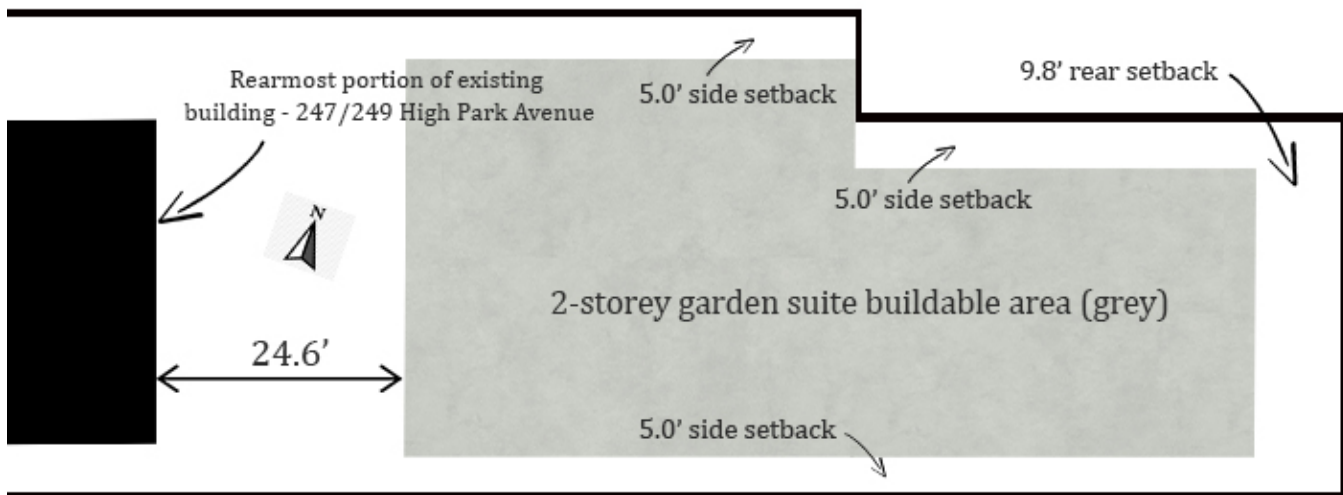 Rearmost portion of existing
building - 247/249 High Park Avenue
5.0’ side setback
9.8’ rear setback
5.0’ side setback
N
2-storey garden suite buildable area (grey)
24.6’
5.0’ side setback